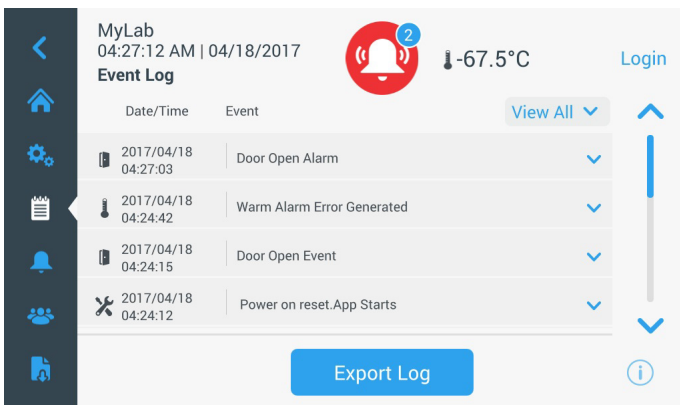 MyLab
04:27:12 AM | 04/18/2017
Event Log
2
-67.5°C
Login
Date/Time Event View All
2017/04/18
04:27:03
Door Open Alarm
2017/04/18
04:24:42
Warm Alarm Error Generated
2017/04/18
04:24:15
Door Open Event
2017/04/18
04:24:12
Power on reset.App Starts
Export Log
i